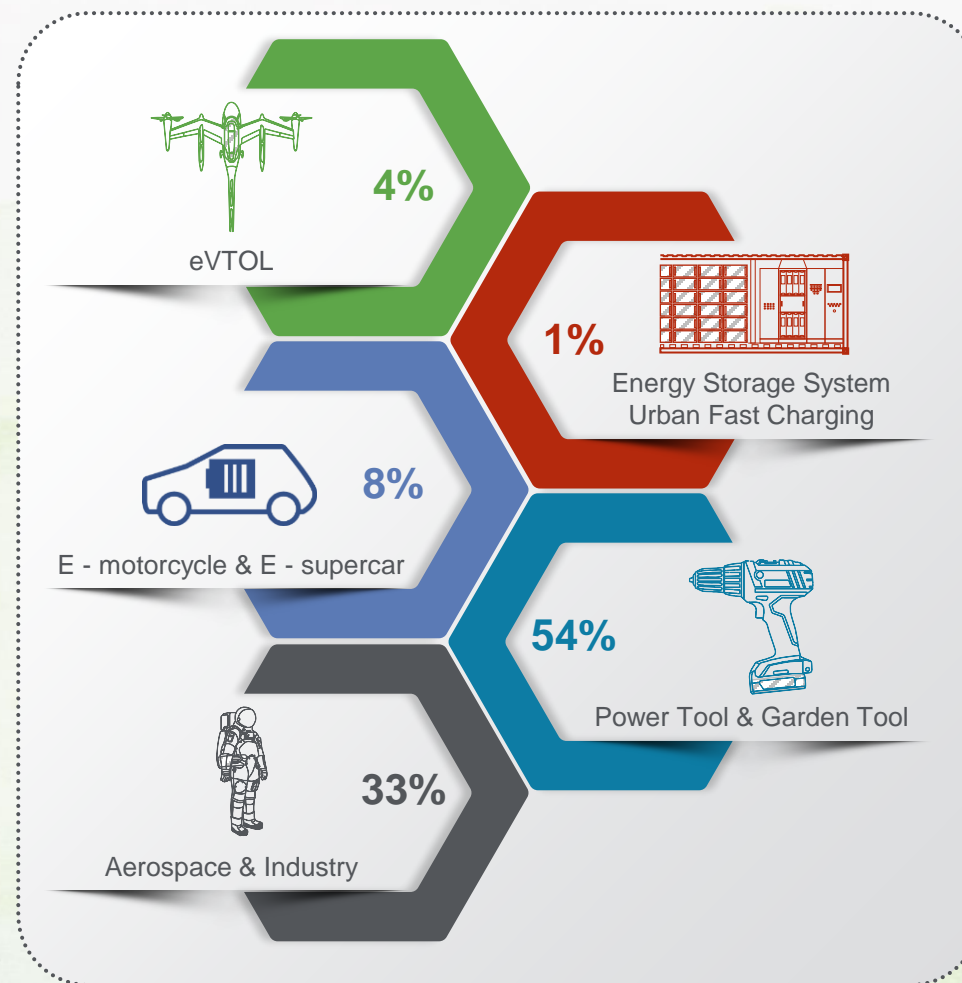 4%
eVTOL
1%
Energy Storage System
Urban Fast Charging
8%
E - motorcycle & E - supercar
54%
Power Tool & Garden Tool
33%
Aerospace & Industry